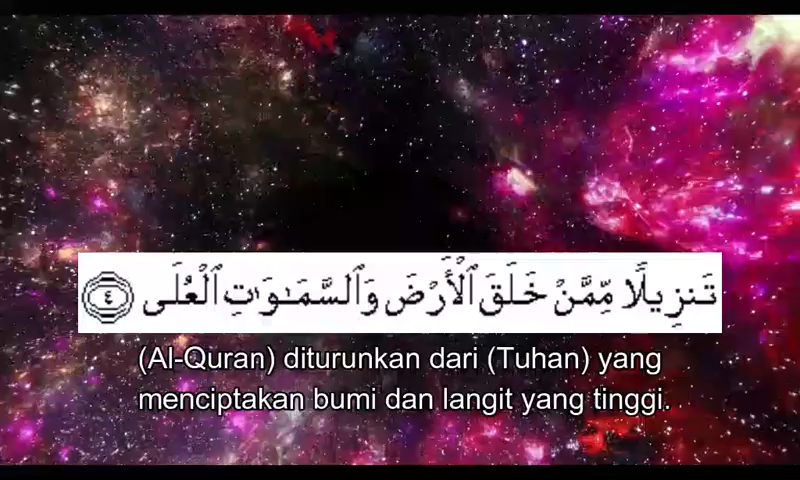 تَنزِيلًا مِّمَّنْ خَلَقَ ٱلْأَرْضَ وَٱلسَّمَٰوَٰتِ ٱلْعُلَى ٤
(Al-Quran) diturunkan dari (Tuhan) yang
menciptakan bumi dan langit yang tinggi.